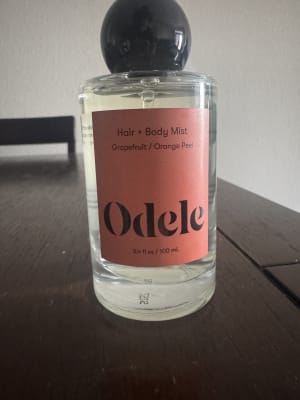 Hair + Body Mist
Grapefruit / Orange Peel
Odele
3.4 fl oz / 100 mL